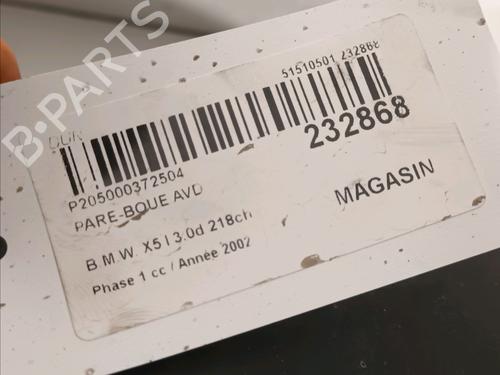 B-PARTS
51510501 232868
P205000372504
232868
PARE-BOUE AVD
MAGASIN
B.M.W. X5 I 3.0d 218ch
Phase 1 cc / Année 2002